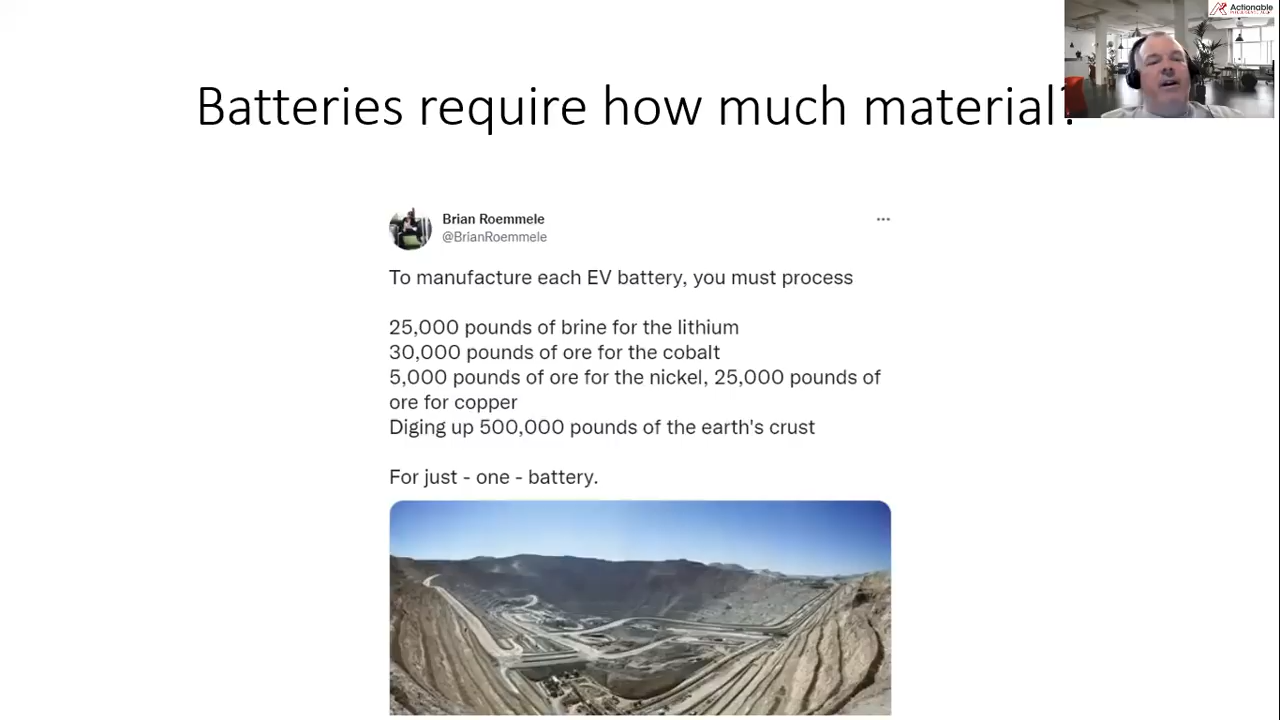 Actionable
Batteries require how much material?
Brian Roemmele
@BrianRoemmele
To manufacture each EV battery, you must process
25,000 pounds of brine for the lithium
30,000 pounds of ore for the cobalt
5,000 pounds of ore for the nickel, 25,000 pounds of
ore for copper
Diging up 500,000 pounds of the earth's crust
For just - one - battery.